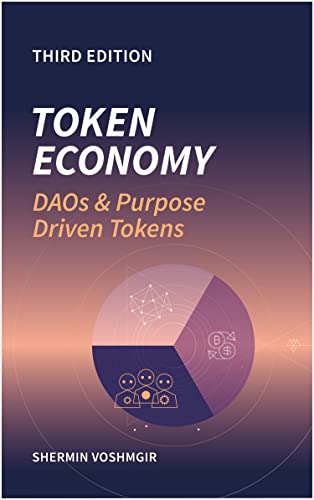 THIRD EDITION
TOKEN
ECONOMY
DAOs & Purpose
Driven Tokens
B
$
SHERMIN VOSHMGIR